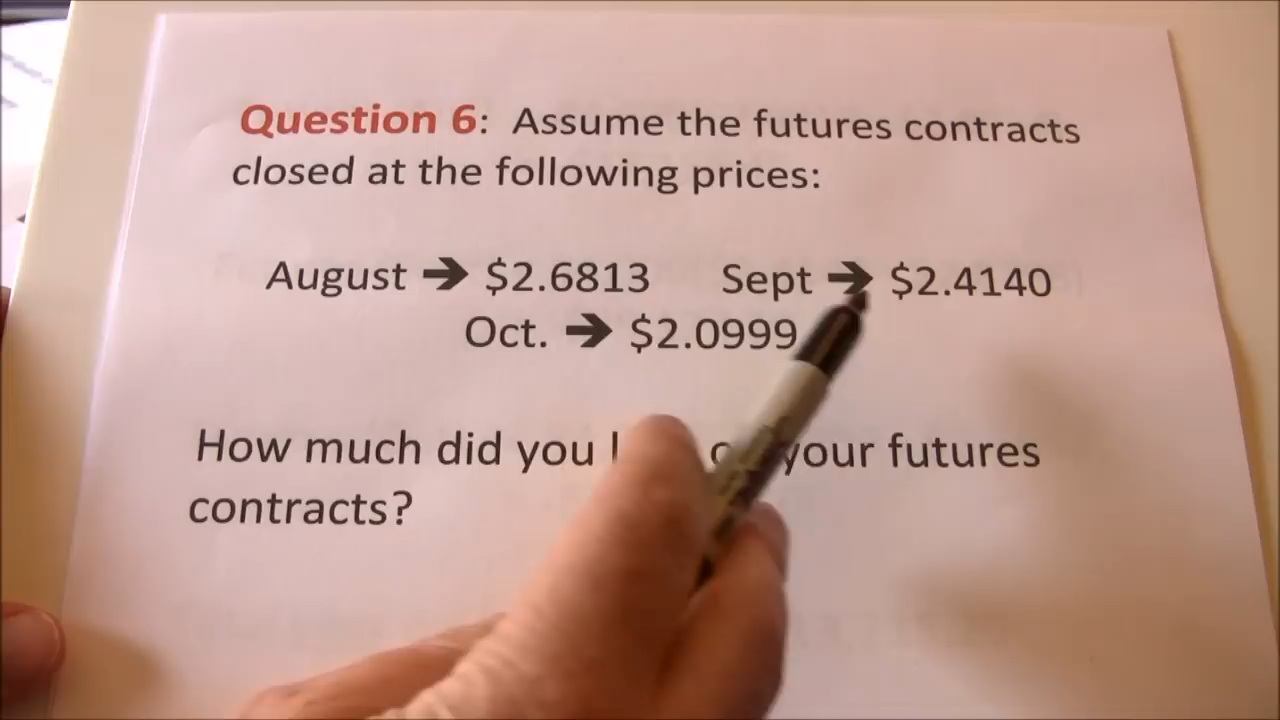 Question 6: Assume the futures contracts
closed at the following prices:
August ➔ $2.6813 Sept ➔ $2.4140
Oct. ➔ $2.0999
How much did you your futures
contracts?